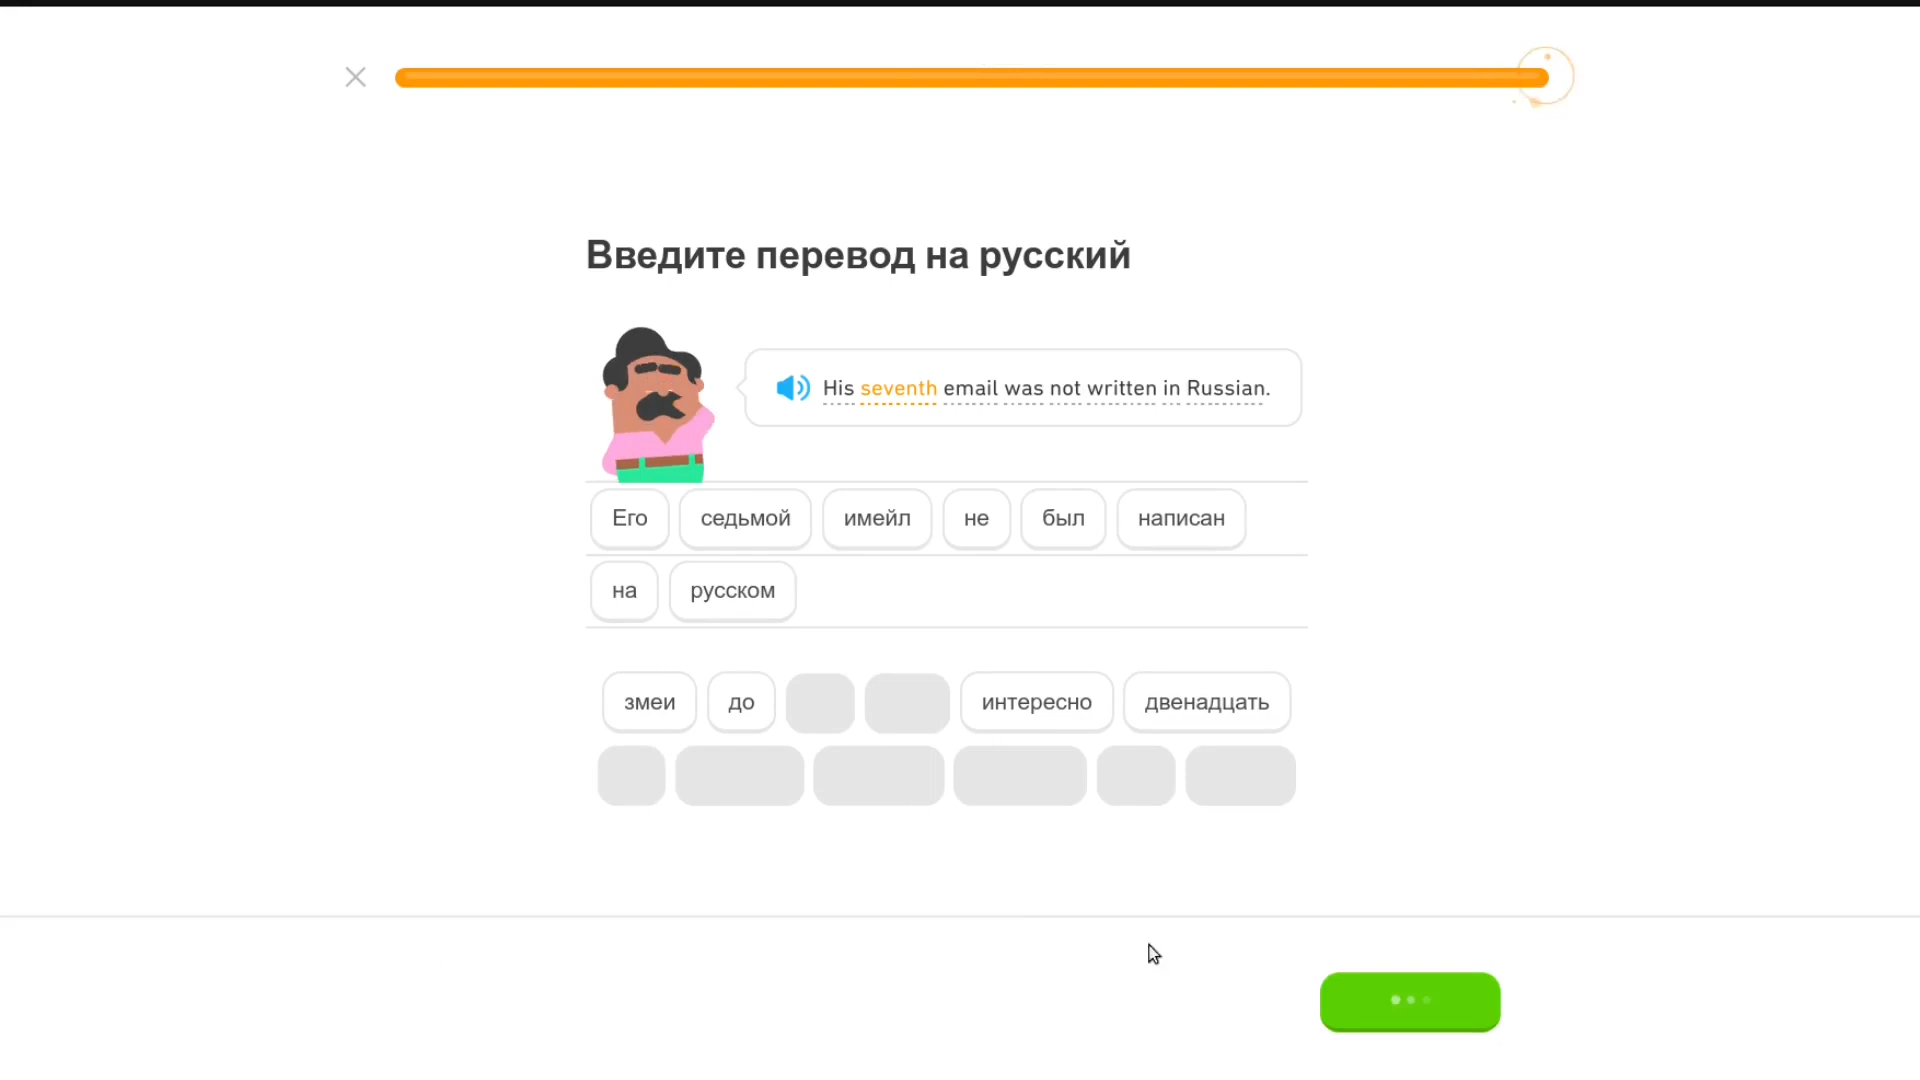 Введите перевод на русский
His seventh email was not written in Russian.
Его седьмой имейл не был написан
на русском
змеи до интересно двенадцать